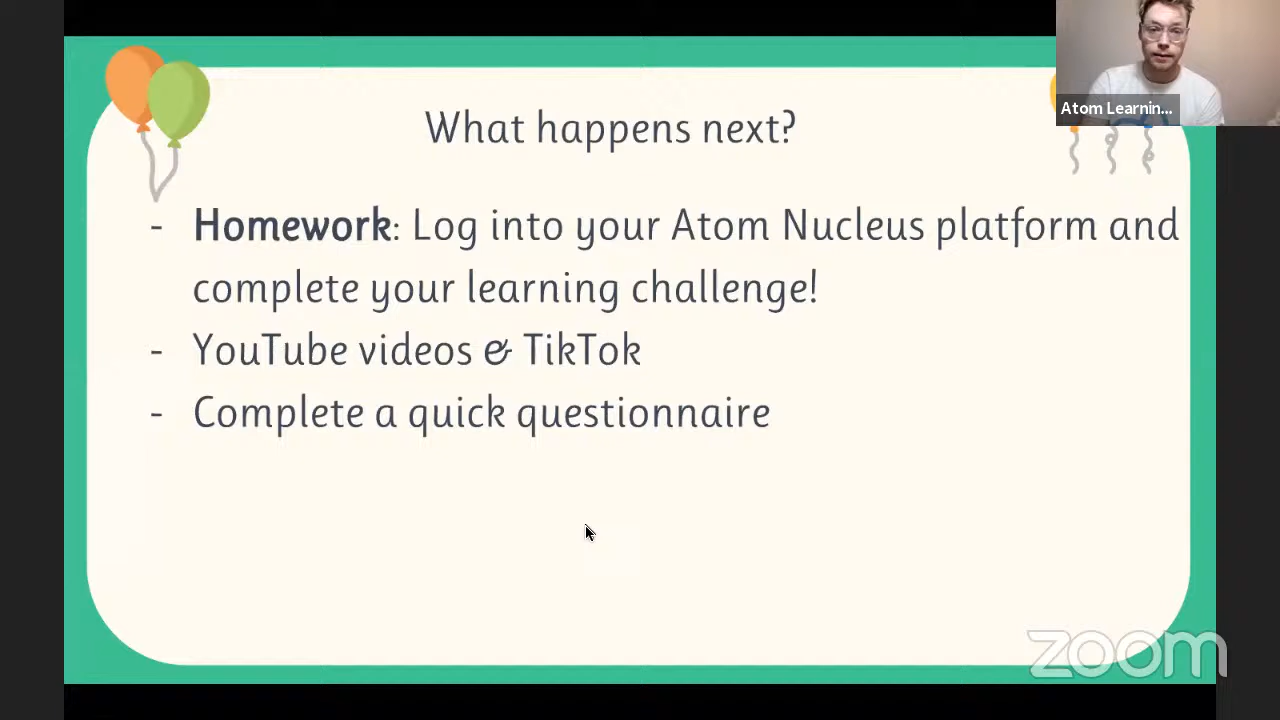 Atom Learnin...
What happens next?
- Homework: Log into your Atom Nucleus platform and
complete your learning challenge!
- YouTube videos & TikTok
- Complete a quick questionnaire
zoom